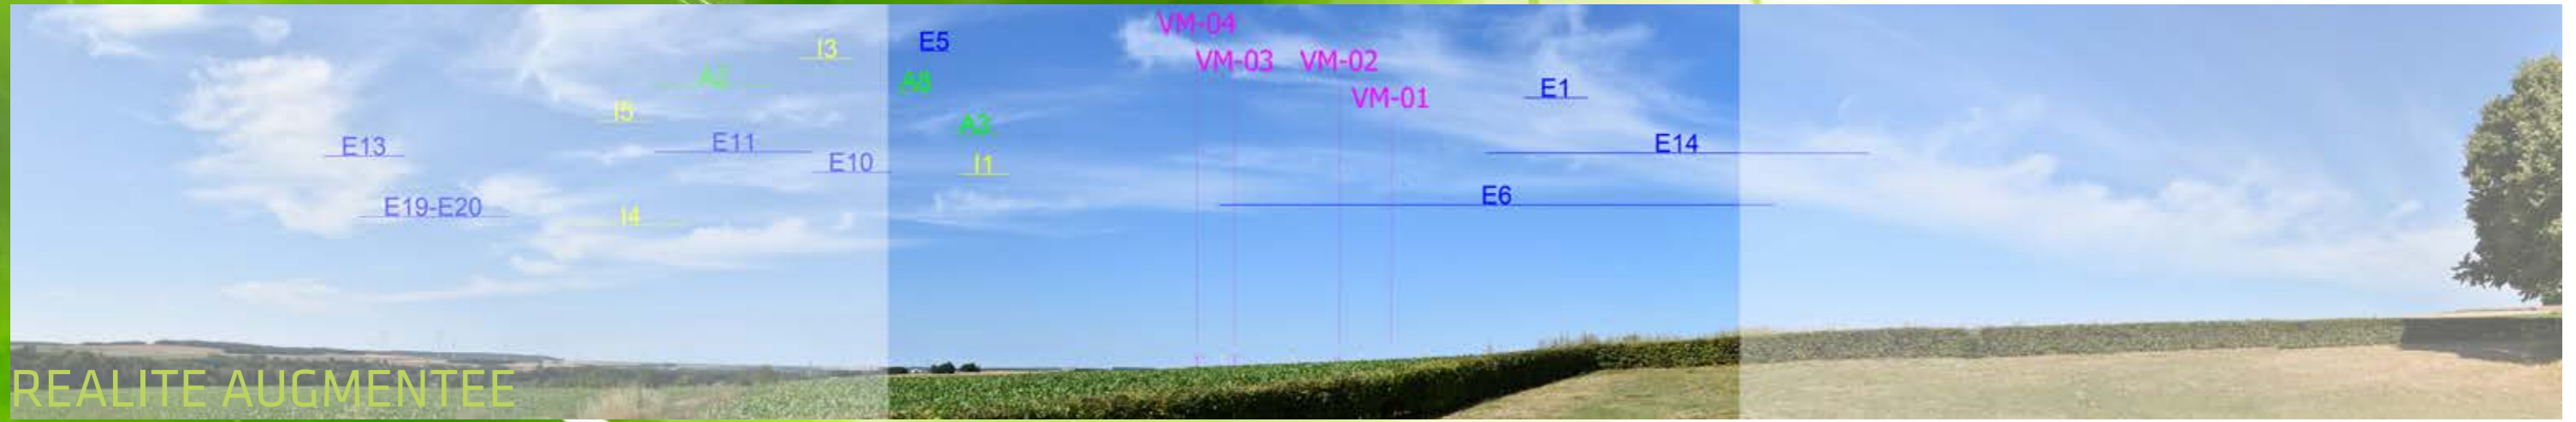 VM-04
I3
E5
VM-03 VM-02
A2
A8
E1
VM-01
I5
A3
E13
E11
E14
E10
I1
E6
E19-E20
I4
REALITE AUGMENTEE